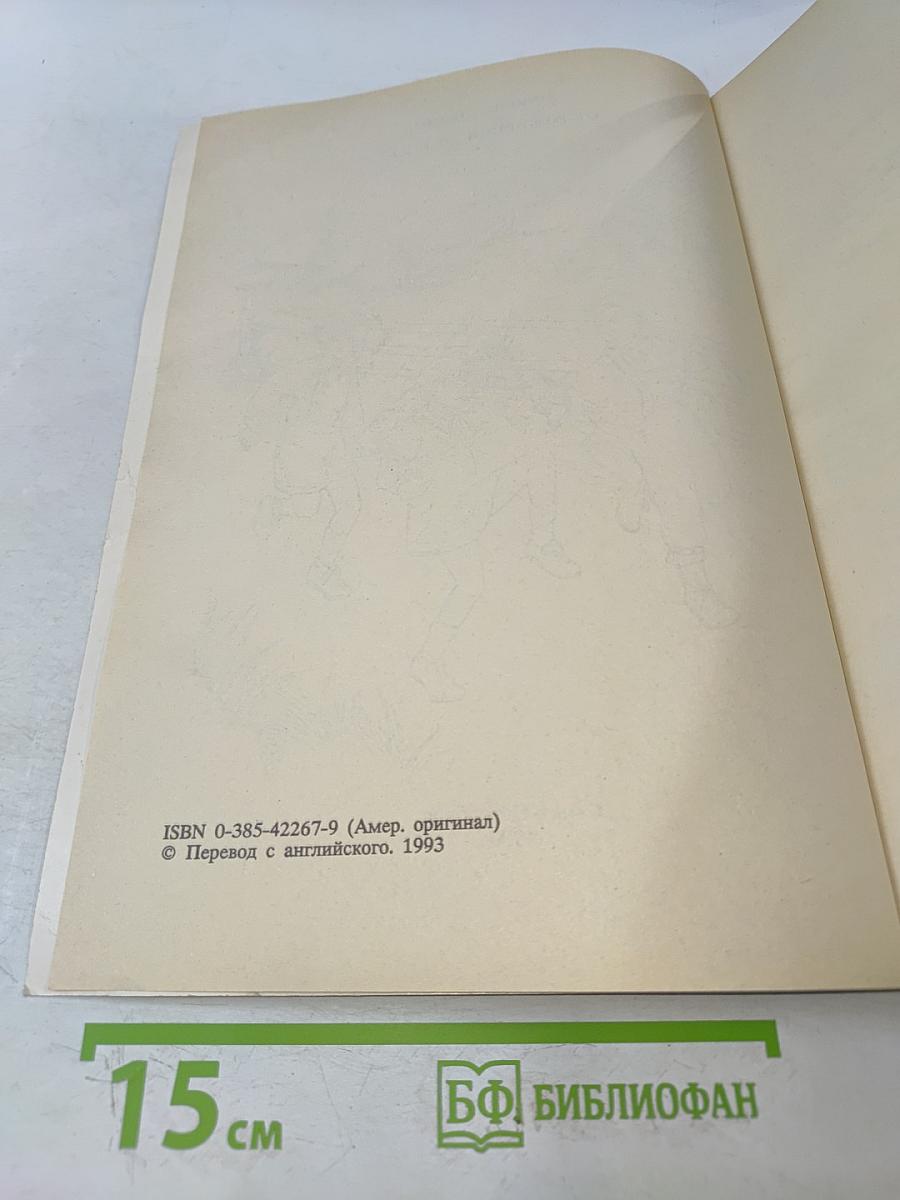 ISBN 0-385-42267-9 (Амер. оригинал)
© Перевод с английского. 1993
15 см
БФ БИБЛИОФАН